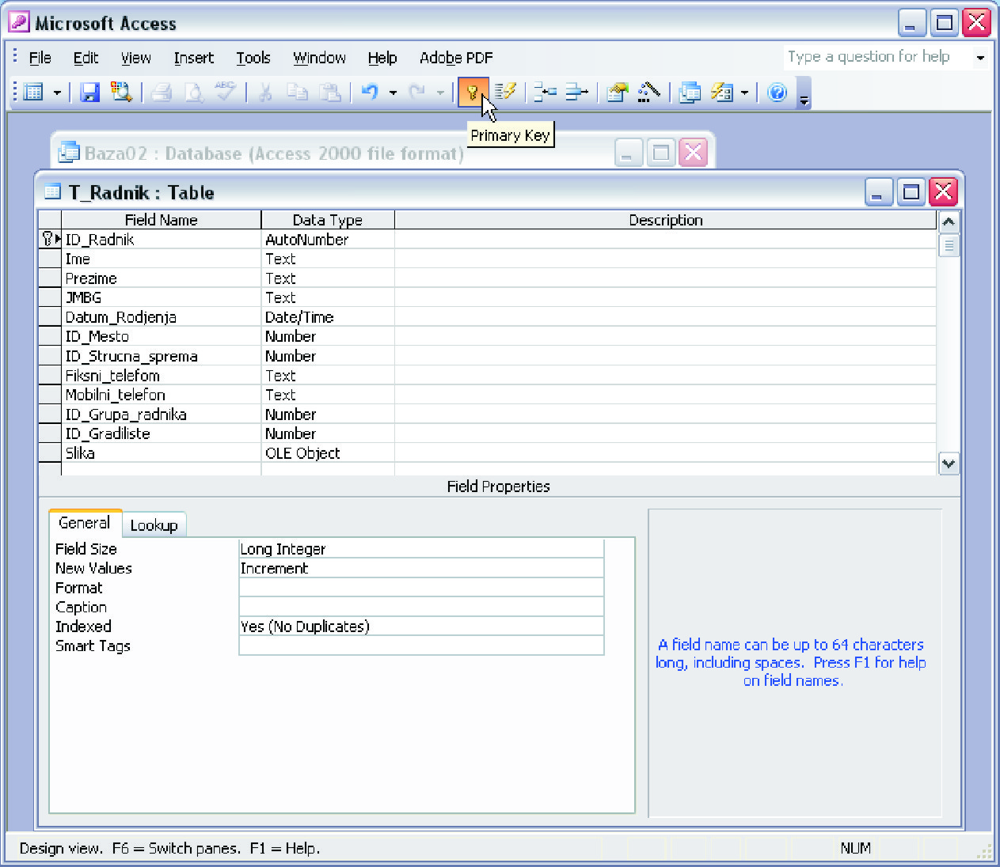 Microsoft Access
File Edit View Insert Tools Window Help Adobe PDF Type a question for help
ABC
Primary Key
Baza02 : Database (Access 2000 file format)
T_Radnik : Table
Field Name Data Type Description
ID_Radnik AutoNumber
Ime Text
Prezime Text
JMBG Text
Datum_Rodjenja Date/Time
ID_Mesto Number
ID_Strucna_sprema Number
Fiksni_telefom Text
Mobilni_telefon Text
ID_Grupa_radnika Number
ID_Gradiliste Number
Slika OLE Object
Field Properties
General Lookup
Field Size Long Integer
New Values Increment
Format
Caption
Indexed Yes (No Duplicates)
Smart Tags
A field name can be up to 64 characters
long, including spaces. Press F1 for help
on field names.
Design view. F6 = Switch panes. F1 = Help. NUM